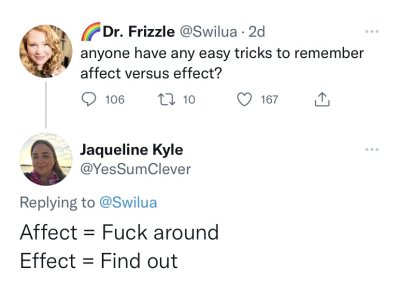 🌈Dr. Frizzle @Swilua · 2d
anyone have any easy tricks to remember
affect versus effect?
106 10 167
Jaqueline Kyle
@YesSumClever
Replying to @Swilua
Affect = Fuck around
Effect = Find out